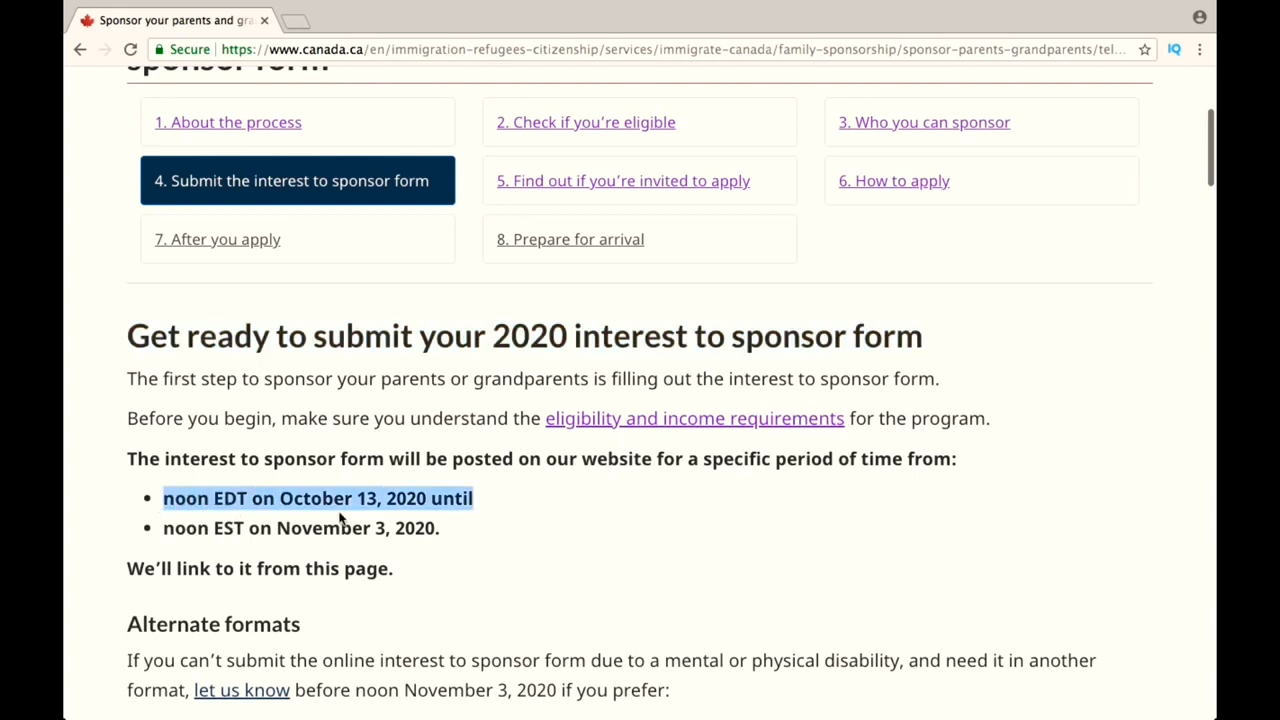 Sponsor your parents and gra
Secure https://www.canada.ca/en/immigration-refugees-citizenship/services/immigrate-canada/family-sponsorship/sponsor-parents-grandparents/tel...
IQ
sponsor form
1. About the process
2. Check if you’re eligible
3. Who you can sponsor
4. Submit the interest to sponsor form
5. Find out if you’re invited to apply
6. How to apply
7. After you apply
8. Prepare for arrival
Get ready to submit your 2020 interest to sponsor form
The first step to sponsor your parents or grandparents is filling out the interest to sponsor form.
Before you begin, make sure you understand the eligibility and income requirements for the program.
The interest to sponsor form will be posted on our website for a specific period of time from:
• noon EDT on October 13, 2020 until
• noon EST on November 3, 2020.
We’ll link to it from this page.
Alternate formats
If you can’t submit the online interest to sponsor form due to a mental or physical disability, and need it in another
format, let us know before noon November 3, 2020 if you prefer: